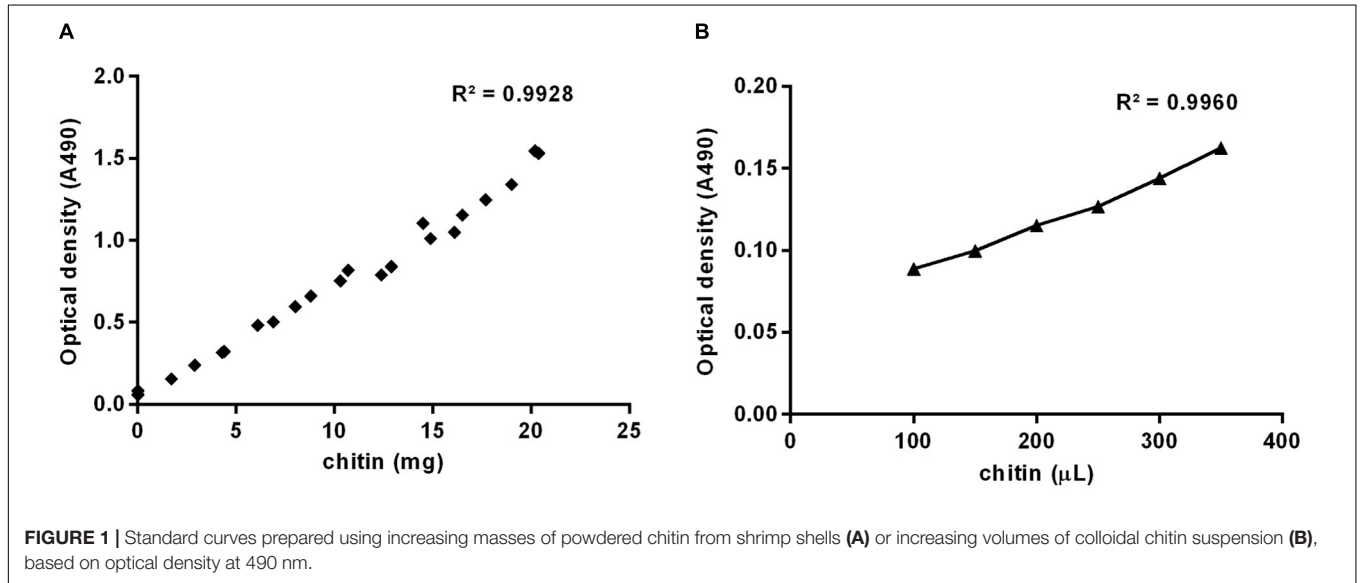 A
R² = 0.9928
Optical density (A490)
2.0
1.5
1.0
0.5
0.0
0 5 10 15 20 25
chitin (mg)
B
R² = 0.9960
Optical density (A490)
0.20
0.15
0.10
0.05
0.00
0 100 200 300 400
chitin (μL)
FIGURE 1 | Standard curves prepared using increasing masses of powdered chitin from shrimp shells (A) or increasing volumes of colloidal chitin suspension (B),
based on optical density at 490 nm.